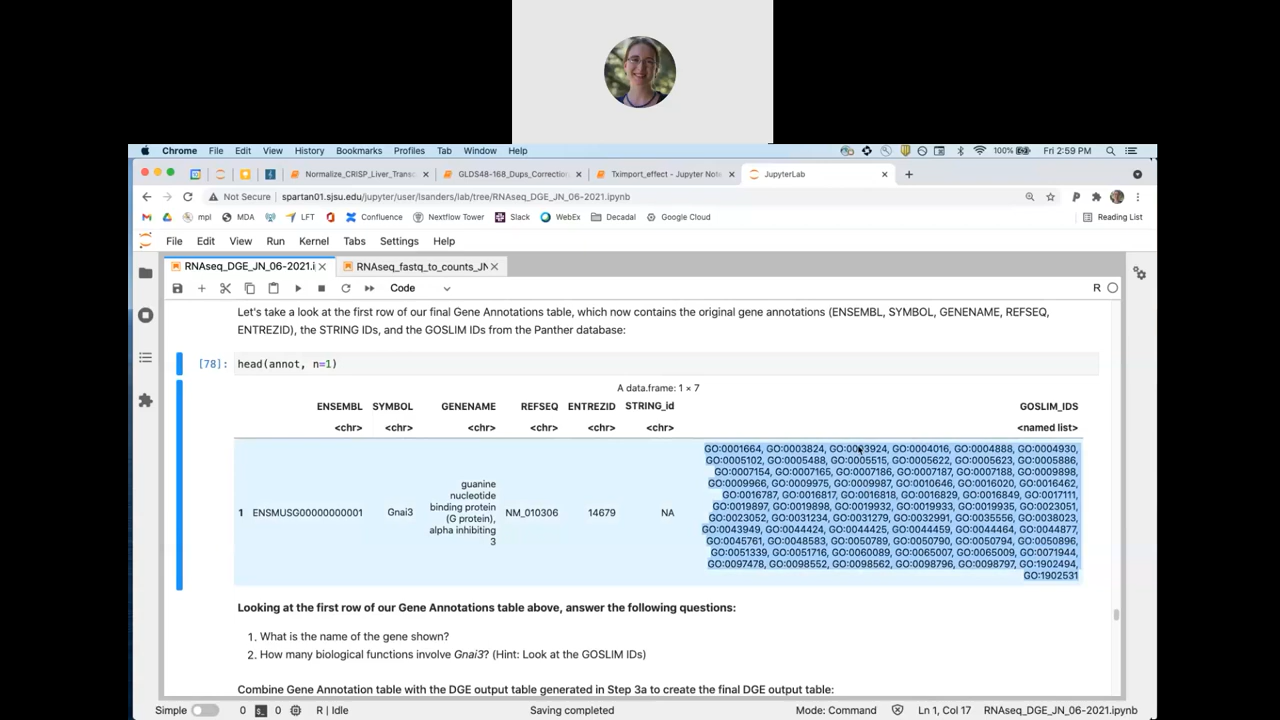 Chrome File Edit View History Bookmarks Profiles Tab Window Help 100% Fri 2:59 PM
Normalize_CRISP_Liver_Transc GLDS48-168_Dups_Correction Tximport_effect - Jupyter Note JupyterLab
Not Secure spartan01.sjsu.edu/jupyter/user/lsanders/lab/tree/RNAseq_DGE_JN_06-2021.ipynb
mpl MDA LFT Confluence Nextflow Tower Slack WebEx Decadal Google Cloud Reading List
File Edit View Run Kernel Tabs Settings Help
RNAseq_DGE_JN_06-2021.i RNAseq_fastq_to_counts_JN
Code R
Let's take a look at the first row of our final Gene Annotations table, which now contains the original gene annotations (ENSEMBL, SYMBOL, GENENAME, REFSEQ,
ENTREZID), the STRING IDs, and the GOSLIM IDs from the Panther database:
[78]: head(annot, n=1)
A data.frame: 1 × 7
ENSEMBL SYMBOL GENENAME REFSEQ ENTREZID STRING_id GOSLIM_IDS
<chr> <chr> <chr> <chr> <chr> <chr> <named list>
1 ENSMUSG00000000001 Gnai3
guanine
nucleotide
binding protein
(G protein),
alpha inhibiting
3
NM_010306 14679 NA
GO:0001664, GO:0003824, GO:0003924, GO:0004016, GO:0004888, GO:0004930,
GO:0005102, GO:0005488, GO:0005515, GO:0005622, GO:0005623, GO:0005886,
GO:0007154, GO:0007165, GO:0007186, GO:0007187, GO:0007188, GO:0009898,
GO:0009966, GO:0009975, GO:0009987, GO:0010646, GO:0016020, GO:0016462,
GO:0016787, GO:0016817, GO:0016818, GO:0016829, GO:0016849, GO:0017111,
GO:0019897, GO:0019898, GO:0019932, GO:0019933, GO:0019935, GO:0023051,
GO:0023052, GO:0031234, GO:0031279, GO:0032991, GO:0035556, GO:0038023,
GO:0043949, GO:0044424, GO:0044425, GO:0044459, GO:0044464, GO:0044877,
GO:0045761, GO:0048583, GO:0050789, GO:0050790, GO:0050794, GO:0050896,
GO:0051339, GO:0051716, GO:0060089, GO:0065007, GO:0065009, GO:0071944,
GO:0097478, GO:0098552, GO:0098562, GO:0098796, GO:0098797, GO:1902494,
GO:1902531
Looking at the first row of our Gene Annotations table above, answer the following questions:
1. What is the name of the gene shown?
2. How many biological functions involve Gnai3? (Hint: Look at the GOSLIM IDs)
Combine Gene Annotation table with the DGE output table generated in Step 3a to create the final DGE output table:
Simple 0 0 R | Idle Saving completed Mode: Command Ln 1, Col 17 RNAseq_DGE_JN_06-2021.ipynb